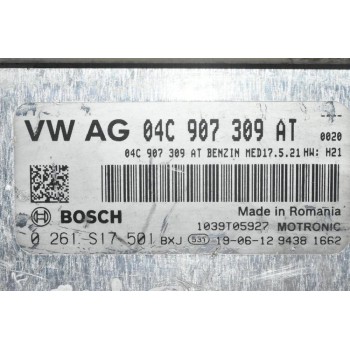 VW AG 04C 907 309 AT 0020
04C 907 309 AT BENZIN MED17.5.21 HW: H21
BOSCH Made in Romania
1039T05927 MOTRONIC
0 261 S17 501 BXJ 531 19-06-12 9438 1662